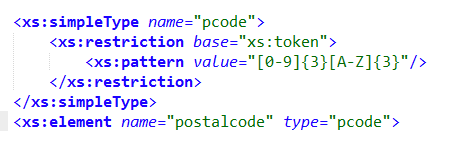 <xs:simpleType name="pcode">
<xs:restriction base="xs:token">
<xs:pattern value="[0-9]{3}[A-Z]{3}"/>
</xs:restriction>
</xs:simpleType>
<xs:element name="postalcode" type="pcode">